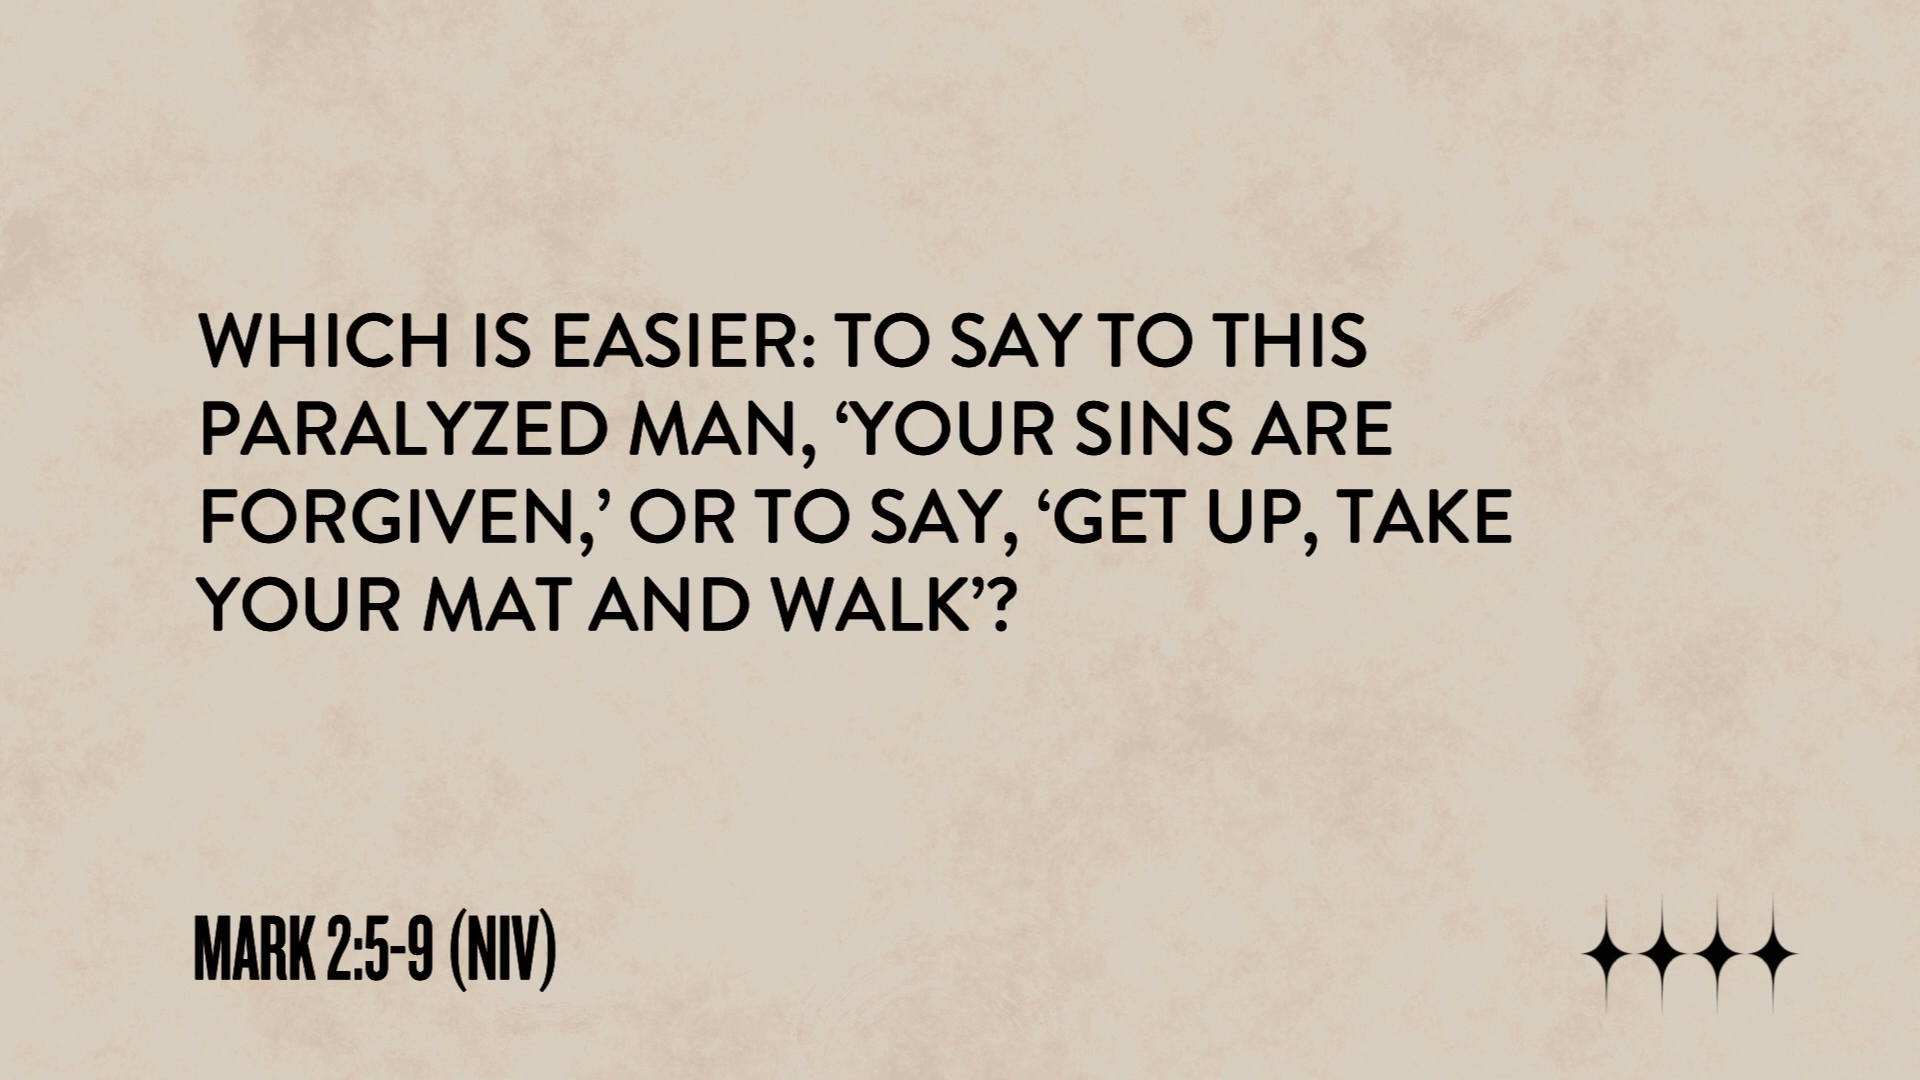 WHICH IS EASIER: TO SAY TO THIS
PARALYZED MAN, ‘YOUR SINS ARE
FORGIVEN,’ OR TO SAY, ‘GET UP, TAKE
YOUR MAT AND WALK’?
MARK 2:5-9 (NIV)